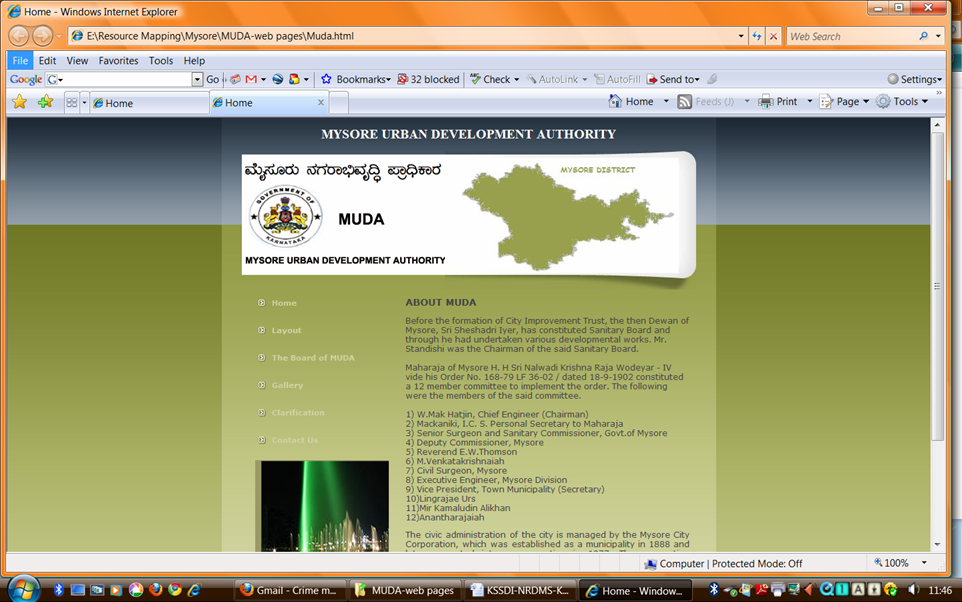 Home - Windows Internet Explorer
E:\Resource Mapping\Mysore\MUDA-web pages\Muda.html
Web Search
File Edit View Favorites Tools Help
Google G Go Bookmarks 32 blocked Check AutoLink AutoFill Send to Settings
Home Home Home Feeds (J) Print Page Tools
MYSORE URBAN DEVELOPMENT AUTHORITY
ಮೈಸೂರು ನಗರಾಭಿವೃದ್ಧಿ ಪ್ರಾಧಿಕಾರ
MYSORE DISTRICT
GOVERNMENT OF KARNATAKA
MUDA
MYSORE URBAN DEVELOPMENT AUTHORITY
Home
Layout
The Board of MUDA
Gallery
Clarification
Contact Us
ABOUT MUDA
Before the formation of City Improvement Trust, the then Dewan of
Mysore, Sri Sheshadri Iyer, has constituted Sanitary Board and
through he had undertaken various developmental works. Mr.
Standishi was the Chairman of the said Sanitary Board.
Maharaja of Mysore H. H Sri Nalwadi Krishna Raja Wodeyar - IV
vide his Order No. 168-79 LF 36-02 / dated 18-9-1902 constituted
a 12 member committee to implement the order. The following
were the members of the said committee.
1) W.Mak Hatjin, Chief Engineer (Chairman)
2) Mackaniki, I.C. S. Personal Secretary to Maharaja
3) Senior Surgeon and Sanitary Commissioner, Govt.of Mysore
4) Deputy Commissioner, Mysore
5) Reverend E.W.Thomson
6) M.Venkatakrishnaiah
7) Civil Surgeon, Mysore
8) Executive Engineer, Mysore Division
9) Vice President, Town Municipality (Secretary)
10)Lingrajae Urs
11)Mir Kamaludin Alikhan
12)Anantharajaiah
The civic administration of the city is managed by the Mysore City
Corporation, which was established as a municipality in 1888 and
Computer | Protected Mode: Off 100%
Gmail - Crime m... MUDA-web pages KSSDI-NRDMS-K... Home - Window... 11:46